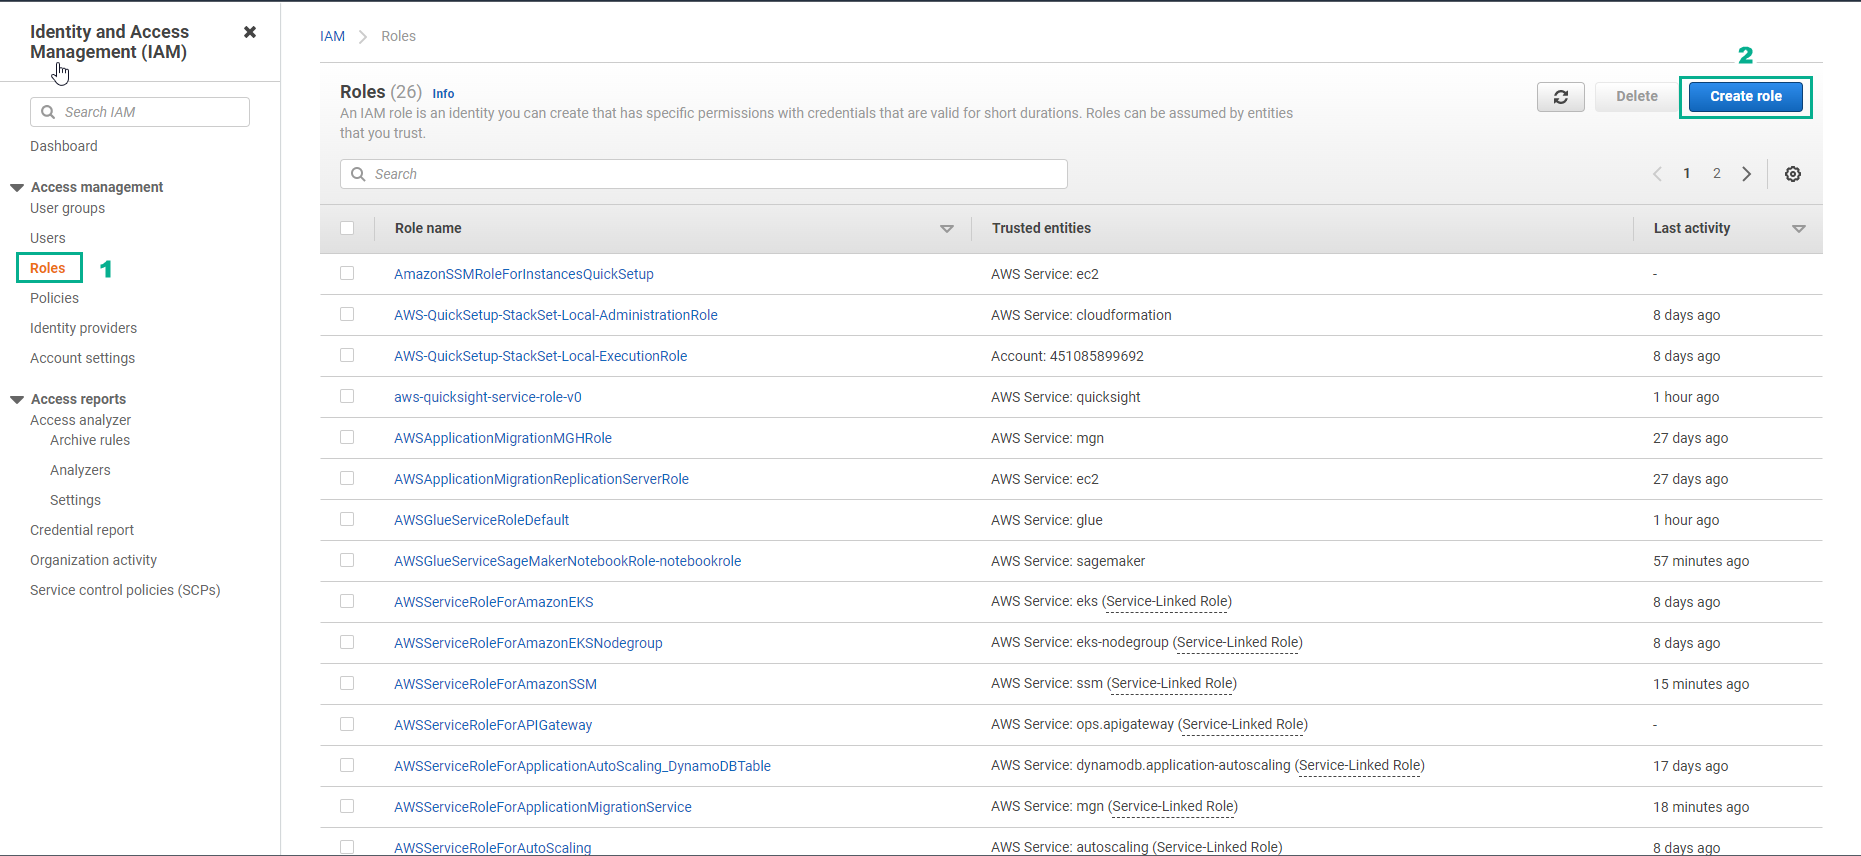 Identity and Access
Management (IAM)
Search IAM
Dashboard
Access management
User groups
Users
Roles 1
Policies
Identity providers
Account settings
Access reports
Access analyzer
Archive rules
Analyzers
Settings
Credential report
Organization activity
Service control policies (SCPs)
IAM Roles
2
Roles (26) Info
An IAM role is an identity you can create that has specific permissions with credentials that are valid for short durations. Roles can be assumed by entities
that you trust.
Delete Create role
Search
1 2
Role name Trusted entities Last activity
AmazonSSMRoleForInstancesQuickSetup AWS Service: ec2 -
AWS-QuickSetup-StackSet-Local-AdministrationRole AWS Service: cloudformation 8 days ago
AWS-QuickSetup-StackSet-Local-ExecutionRole Account: 451085899692 8 days ago
aws-quicksight-service-role-v0 AWS Service: quicksight 1 hour ago
AWSApplicationMigrationMGHRole AWS Service: mgn 27 days ago
AWSApplicationMigrationReplicationServerRole AWS Service: ec2 27 days ago
AWSGlueServiceRoleDefault AWS Service: glue 1 hour ago
AWSGlueServiceSageMakerNotebookRole-notebookrole AWS Service: sagemaker 57 minutes ago
AWSServiceRoleForAmazonEKS AWS Service: eks (Service-Linked Role) 8 days ago
AWSServiceRoleForAmazonEKSNodegroup AWS Service: eks-nodegroup (Service-Linked Role) 8 days ago
AWSServiceRoleForAmazonSSM AWS Service: ssm (Service-Linked Role) 15 minutes ago
AWSServiceRoleForAPIGateway AWS Service: ops.apigateway (Service-Linked Role) -
AWSServiceRoleForApplicationAutoScaling_DynamoDBTable AWS Service: dynamodb.application-autoscaling (Service-Linked Role) 17 days ago
AWSServiceRoleForApplicationMigrationService AWS Service: mgn (Service-Linked Role) 18 minutes ago
AWSServiceRoleForAutoScaling AWS Service: autoscaling (Service-Linked Role) 8 days ago